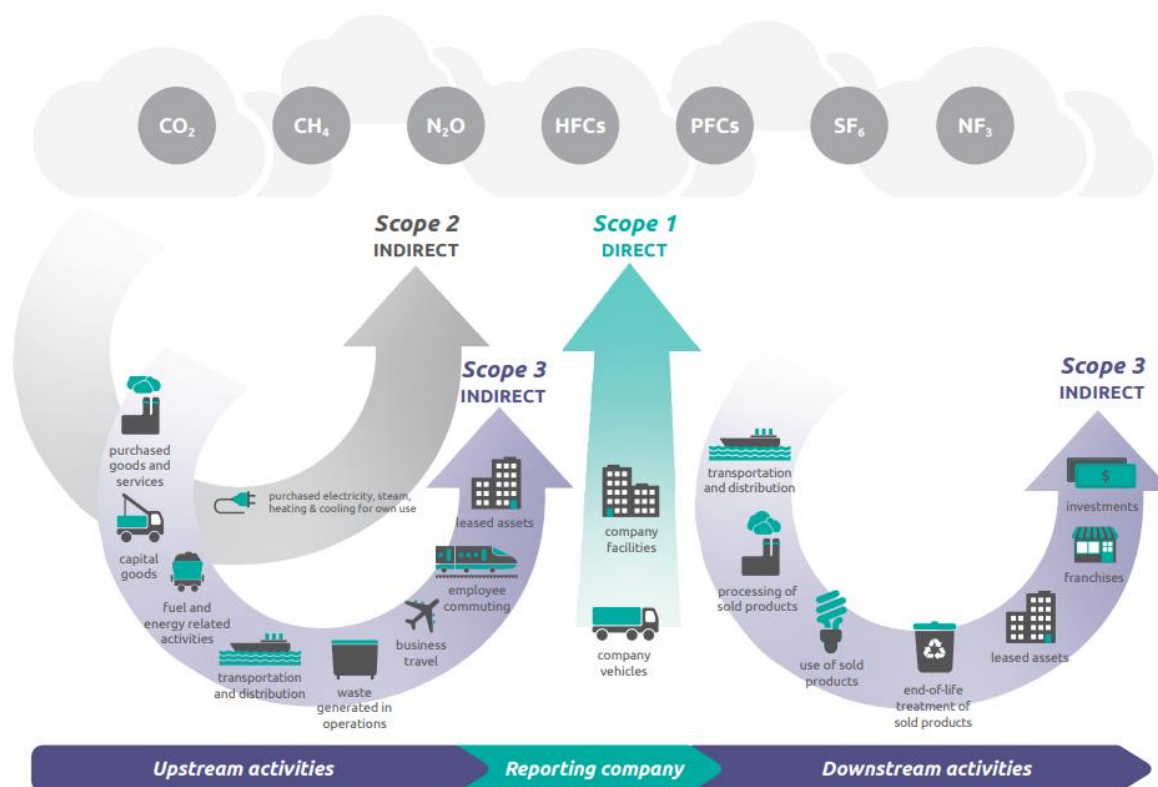 CO₂
CH₄
N₂O
HFCs
PFCs
SF₆
NF₃
Scope 2
INDIRECT
Scope 1
DIRECT
Scope 3
INDIRECT
Scope 3
INDIRECT
purchased
goods and
services
capital
goods
fuel and
energy related
activities
transportation
and distribution
waste
generated in
operations
business
travel
employee
commuting
leased assets
purchased electricity, steam,
heating & cooling for own use
company
facilities
company
vehicles
transportation
and distribution
processing of
sold products
use of sold
products
end-of-life
treatment of
sold products
leased assets
franchises
$
investments
Upstream activities
Reporting company
Downstream activities